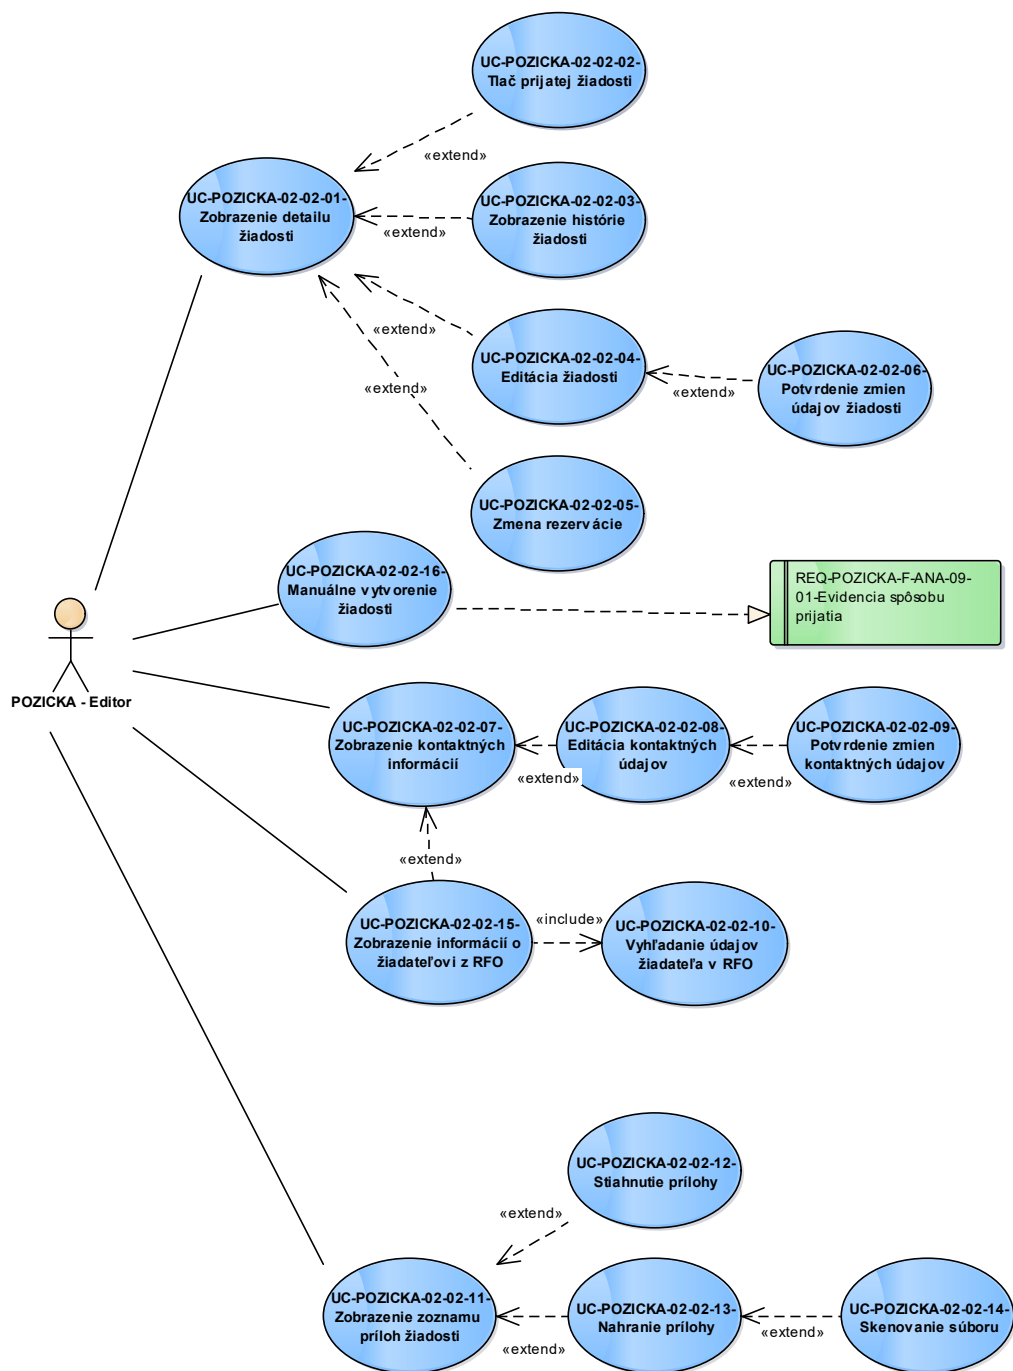 UC-POZICKA-02-02-02-
Tlač prijatej žiadosti
«extend»
UC-POZICKA-02-02-01-
Zobrazenie detailu
žiadosti
UC-POZICKA-02-02-03-
Zobrazenie histórie
žiadosti
«extend»
«extend»
UC-POZICKA-02-02-04-
Editácia žiadosti
UC-POZICKA-02-02-06-
Potvrdenie zmien
údajov žiadosti
«extend»
«extend»
UC-POZICKA-02-02-05-
Zmena rezervácie
UC-POZICKA-02-02-16-
Manuálne vytvorenie
žiadosti
REQ-POZICKA-F-ANA-09-
01-Evidencia spôsobu
prijatia
POZICKA - Editor
UC-POZICKA-02-02-07-
Zobrazenie kontaktných
informácií
UC-POZICKA-02-02-08-
Editácia kontaktných
údajov
UC-POZICKA-02-02-09-
Potvrdenie zmien
kontaktných údajov
«extend»
«extend»
«extend»
UC-POZICKA-02-02-15-
Zobrazenie informácií o
žiadateľovi z RFO
«include»
UC-POZICKA-02-02-10-
Vyhľadanie údajov
žiadateľa v RFO
UC-POZICKA-02-02-12-
Stiahnutie prílohy
«extend»
UC-POZICKA-02-02-11-
Zobrazenie zoznamu
príloh žiadosti
UC-POZICKA-02-02-13-
Nahranie prílohy
UC-POZICKA-02-02-14-
Skenovanie súboru
«extend»
«extend»